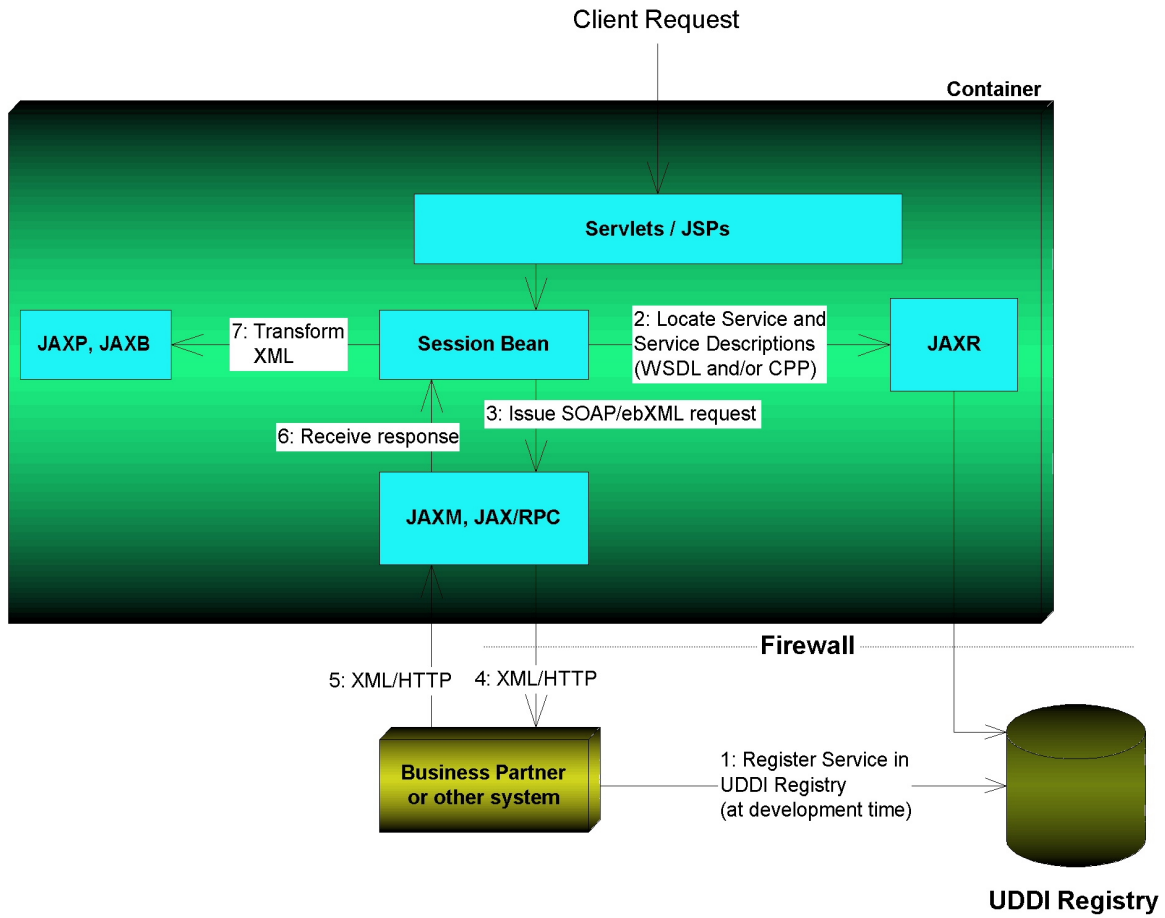 Client Request
Container
Servlets / JSPs
JAXP, JAXB
7: Transform
XML
Session Bean
2: Locate Service and
Service Descriptions
(WSDL and/or CPP)
JAXR
3: Issue SOAP/ebXML request
6: Receive response
JAXM, JAX/RPC
Firewall
5: XML/HTTP
4: XML/HTTP
Business Partner
or other system
1: Register Service in
UDDI Registry
(at development time)
UDDI Registry